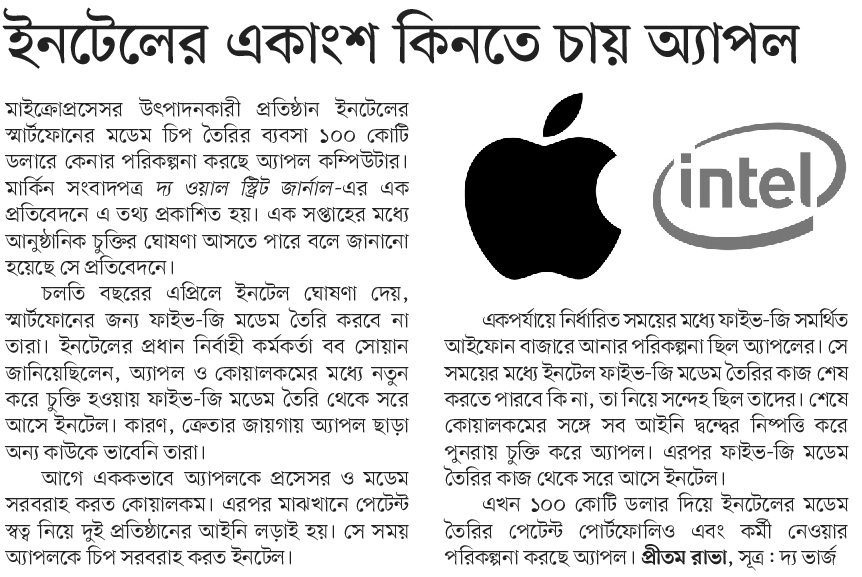 ইনটেলের একাংশ কিনতে চায় অ্যাপল
মাইক্রোপ্রসেসর উৎপাদনকারী প্রতিষ্ঠান ইনটেলের
স্মার্টফোনের মডেম চিপ তৈরির ব্যবসা ১০০ কোটি
ডলারে কেনার পরিকল্পনা করছে অ্যাপল কম্পিউটার।
মার্কিন সংবাদপত্র দ্য ওয়াল স্ট্রিট জার্নাল-এর এক
প্রতিবেদনে এ তথ্য প্রকাশিত হয়। এক সপ্তাহের মধ্যে
আনুষ্ঠানিক চুক্তির ঘোষণা আসতে পারে বলে জানানো
হয়েছে সে প্রতিবেদনে।
চলতি বছরের এপ্রিলে ইনটেল ঘোষণা দেয়,
স্মার্টফোনের জন্য ফাইভ-জি মডেম তৈরি করবে না
তারা। ইনটেলের প্রধান নির্বাহী কর্মকর্তা বব সোয়ান
জানিয়েছিলেন, অ্যাপল ও কোয়ালকমের মধ্যে নতুন
করে চুক্তি হওয়ায় ফাইভ-জি মডেম তৈরি থেকে সরে
আসে ইনটেল। কারণ, ক্রেতার জায়গায় অ্যাপল ছাড়া
অন্য কাউকে ভাবেনি তারা।
আগে এককভাবে অ্যাপলকে প্রসেসর ও মডেম
সরবরাহ করত কোয়ালকম। এরপর মাঝখানে পেটেন্ট
স্বত্ব নিয়ে দুই প্রতিষ্ঠানের আইনি লড়াই হয়। সে সময়
অ্যাপলকে চিপ সরবরাহ করত ইনটেল।
intel
একপর্যায়ে নির্ধারিত সময়ের মধ্যে ফাইভ-জি সমর্থিত
আইফোন বাজারে আনার পরিকল্পনা ছিল অ্যাপলের। সে
সময়ের মধ্যে ইনটেল ফাইভ-জি মডেম তৈরির কাজ শেষ
করতে পারবে কি না, তা নিয়ে সন্দেহ ছিল তাদের। শেষে
কোয়ালকমের সঙ্গে সব আইনি দ্বন্দ্বের নিষ্পত্তি করে
পুনরায় চুক্তি করে অ্যাপল। এরপর ফাইভ-জি মডেম
তৈরির কাজ থেকে সরে আসে ইনটেল।
এখন ১০০ কোটি ডলার দিয়ে ইনটেলের মডেম
তৈরির পেটেন্ট পোর্টফোলিও এবং কর্মী নেওয়ার
পরিকল্পনা করছে অ্যাপল। প্রীতম রাভা, সূত্র : দ্য ভার্জ